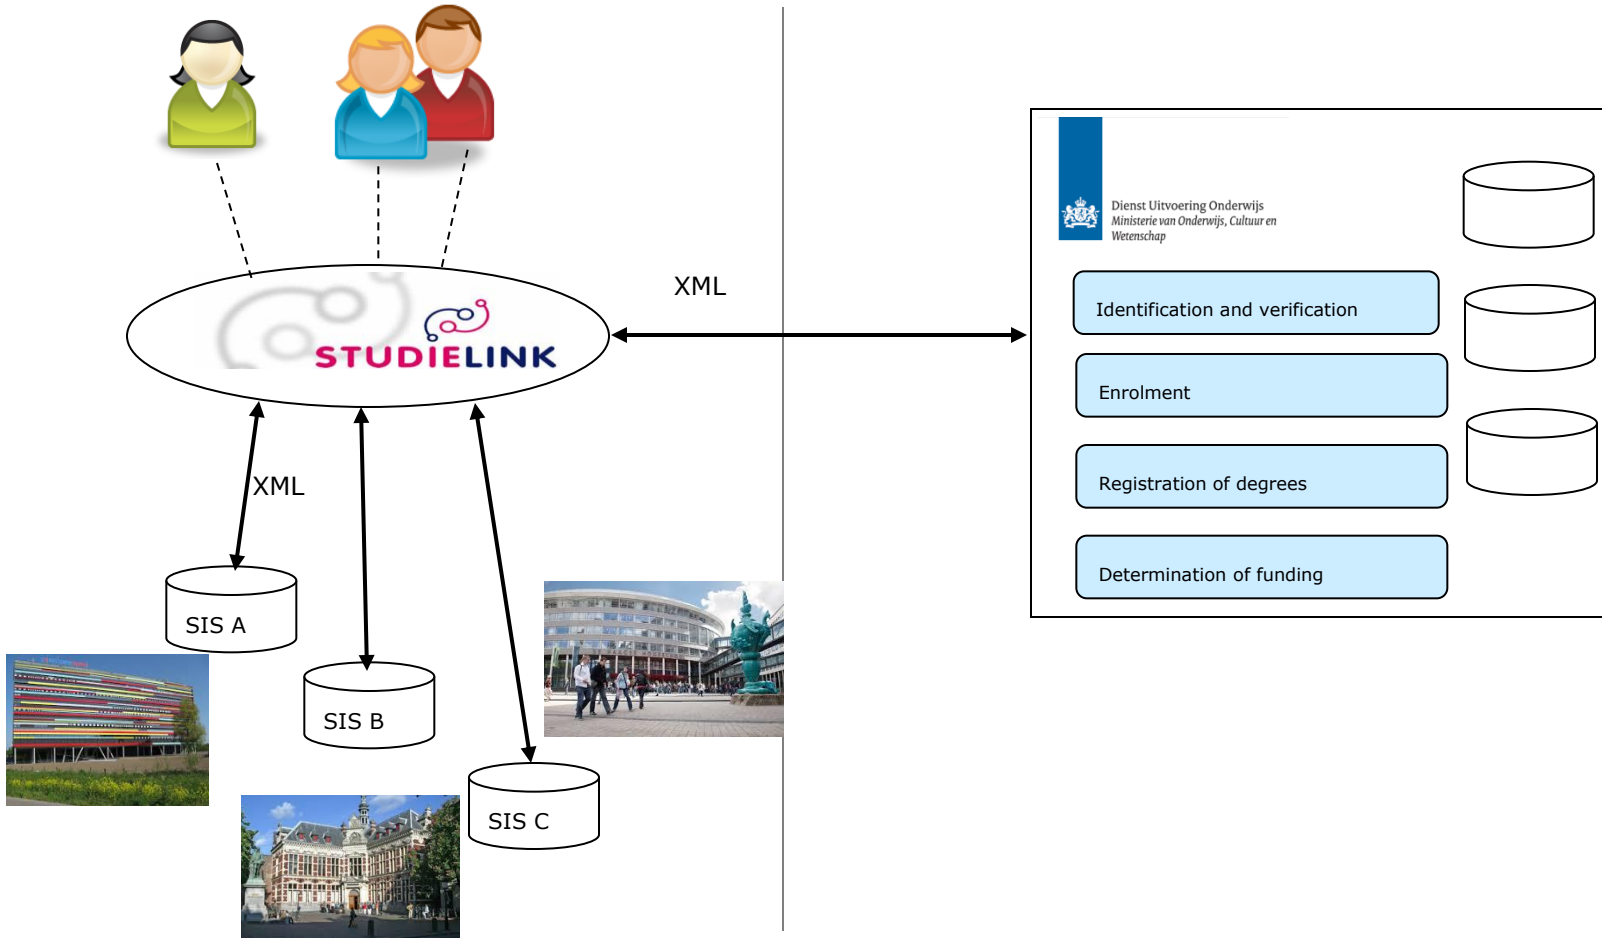 XML
STUDIELINK
XML
SIS A
SIS B
SIS C
Dienst Uitvoering Onderwijs
Ministerie van Onderwijs, Cultuur en
Wetenschap
Identification and verification
Enrolment
Registration of degrees
Determination of funding